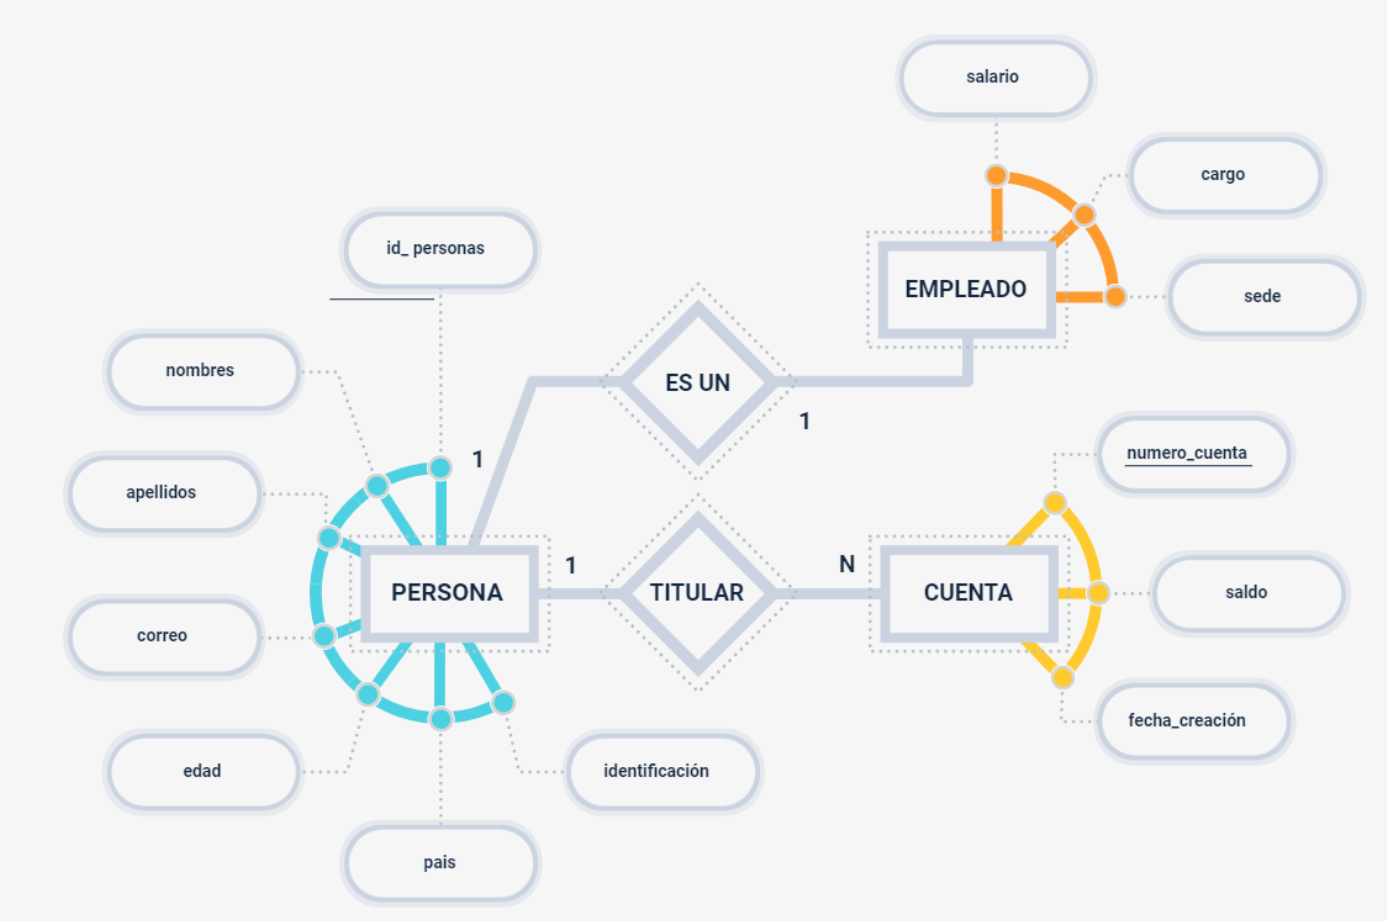 salario
cargo
id_ personas
EMPLEADO
sede
nombres
ES UN
1
1
numero_cuenta
apellidos
1
N
PERSONA
TITULAR
CUENTA
saldo
correo
fecha_creación
edad
identificación
pais